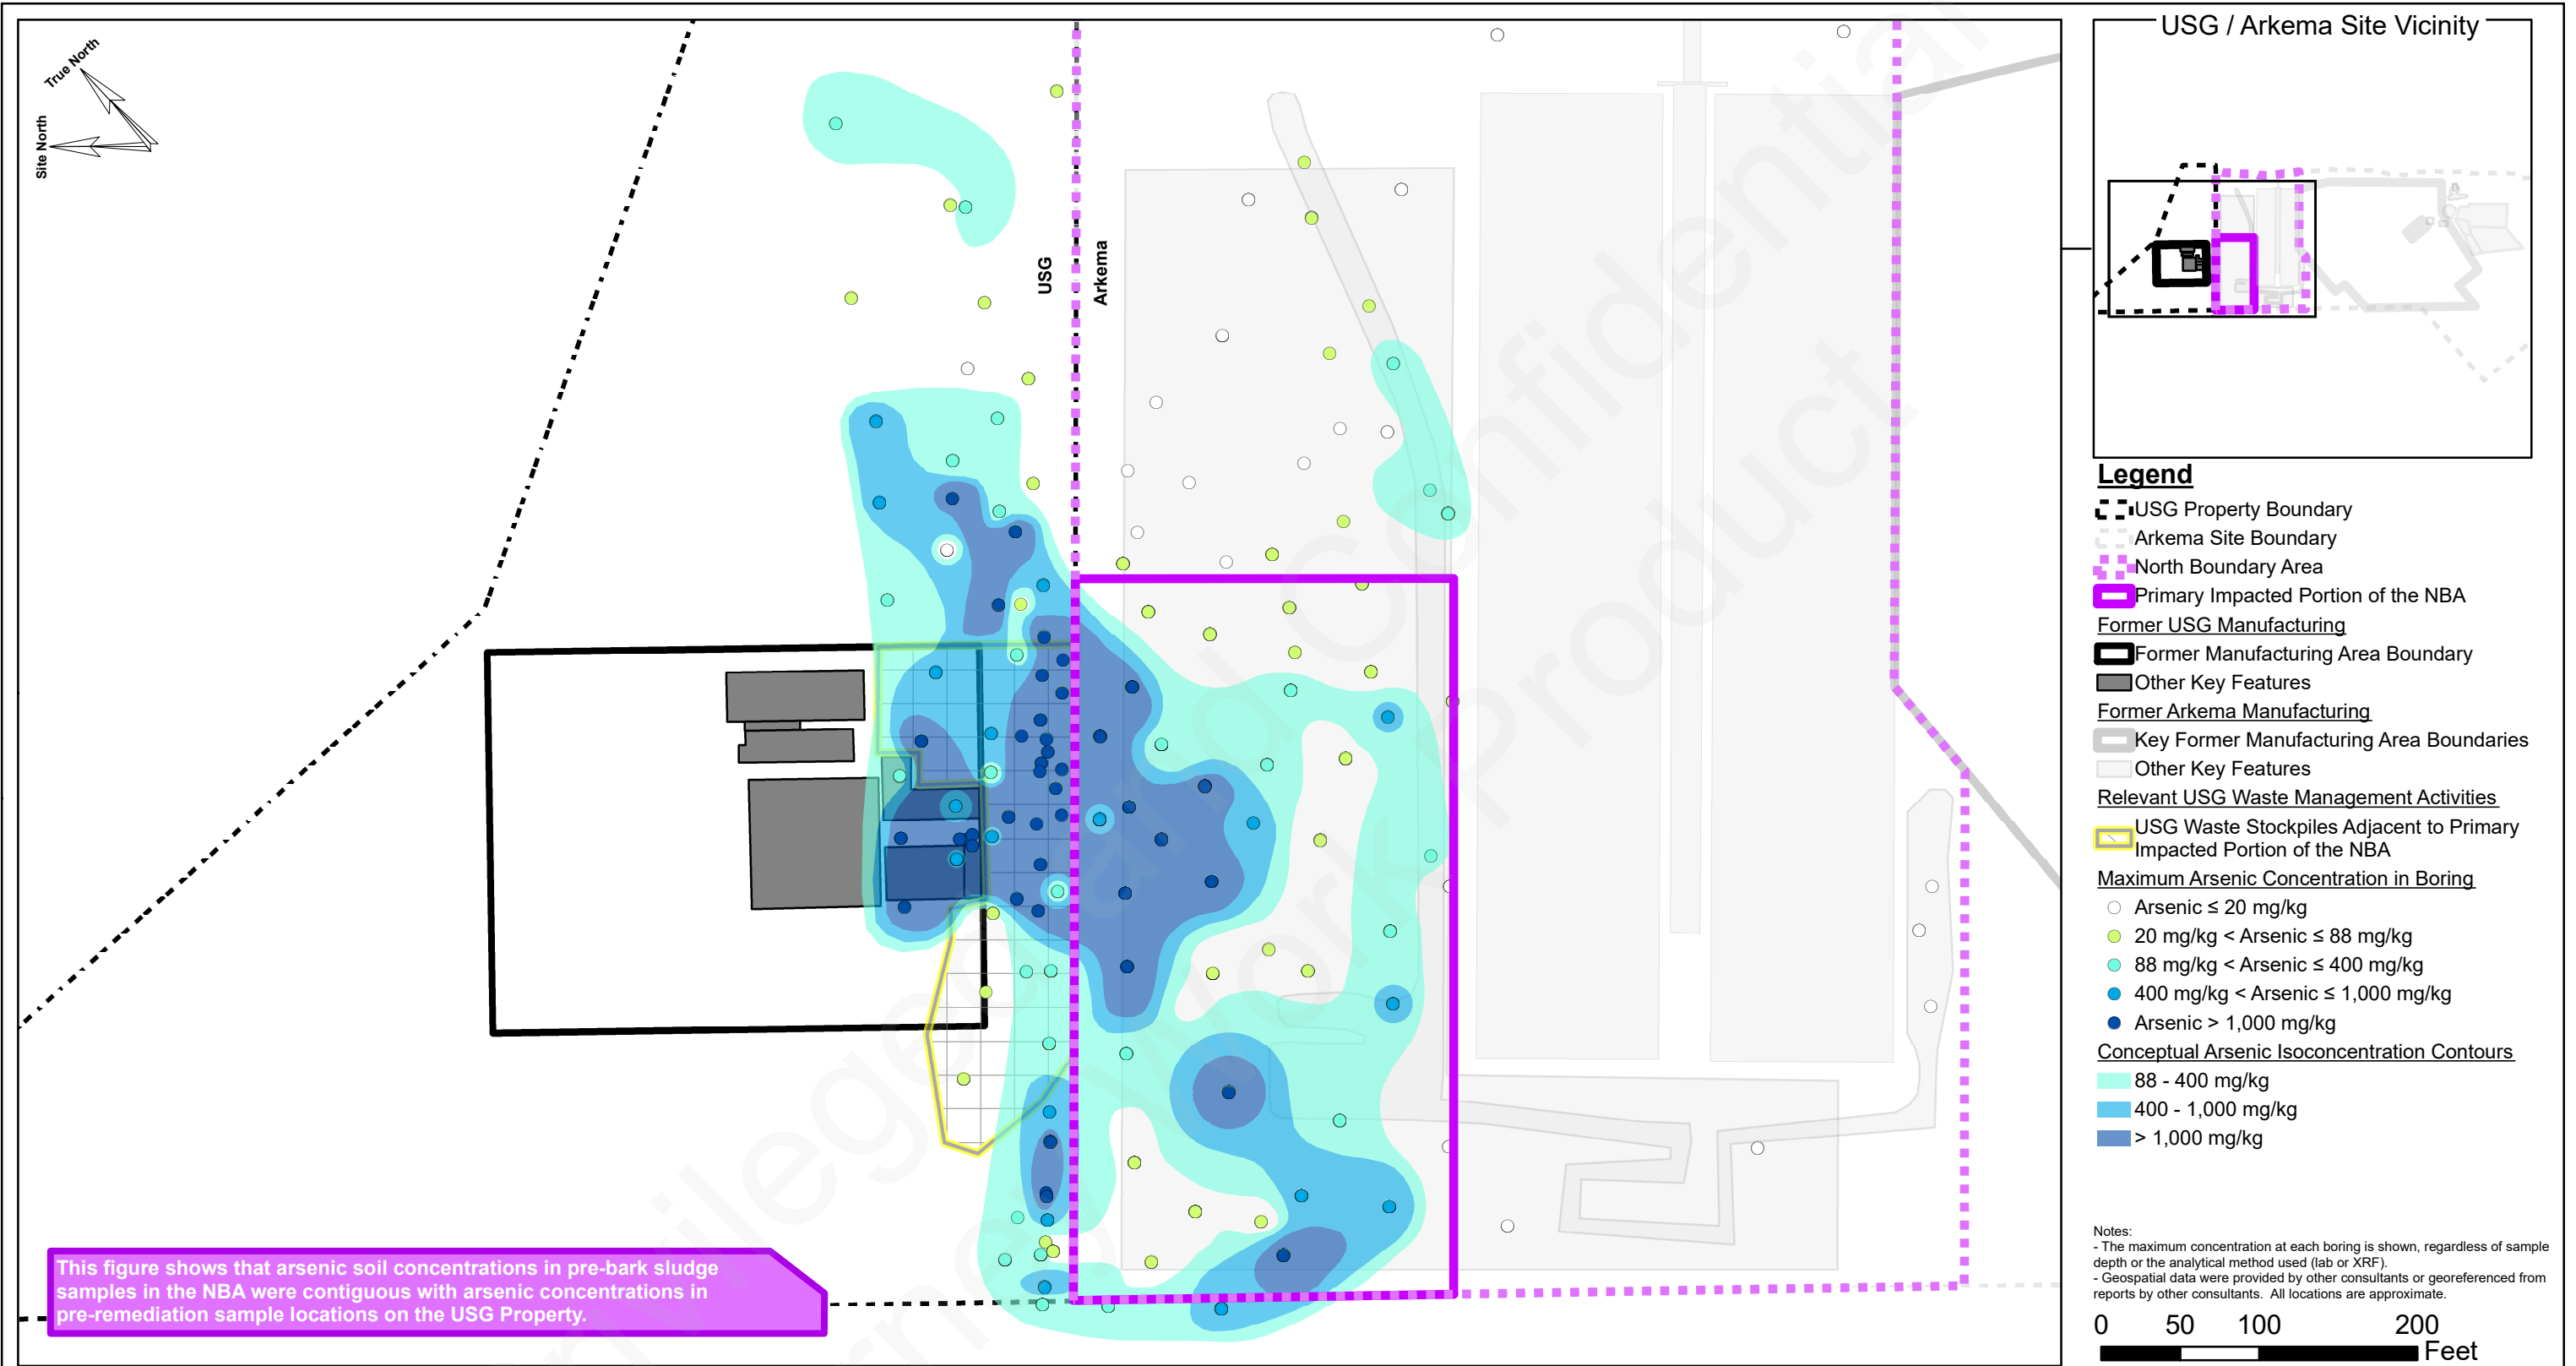 True North
Site North
USG
Arkema
Privileged and Confidential
Attorney Work Product
This figure shows that arsenic soil concentrations in pre-bark sludge
samples in the NBA were contiguous with arsenic concentrations in
pre-remediation sample locations on the USG Property.
USG / Arkema Site Vicinity
Legend
USG Property Boundary
Arkema Site Boundary
North Boundary Area
Primary Impacted Portion of the NBA
Former USG Manufacturing
Former Manufacturing Area Boundary
Other Key Features
Former Arkema Manufacturing
Key Former Manufacturing Area Boundaries
Other Key Features
Relevant USG Waste Management Activities
USG Waste Stockpiles Adjacent to Primary
Impacted Portion of the NBA
Maximum Arsenic Concentration in Boring
Arsenic ≤ 20 mg/kg
20 mg/kg < Arsenic ≤ 88 mg/kg
88 mg/kg < Arsenic ≤ 400 mg/kg
400 mg/kg < Arsenic ≤ 1,000 mg/kg
Arsenic > 1,000 mg/kg
Conceptual Arsenic Isoconcentration Contours
88 - 400 mg/kg
400 - 1,000 mg/kg
> 1,000 mg/kg
Notes:
- The maximum concentration at each boring is shown, regardless of sample
depth or the analytical method used (lab or XRF).
- Geospatial data were provided by other consultants or georeferenced from
reports by other consultants. All locations are approximate.
0 50 100 200
Feet